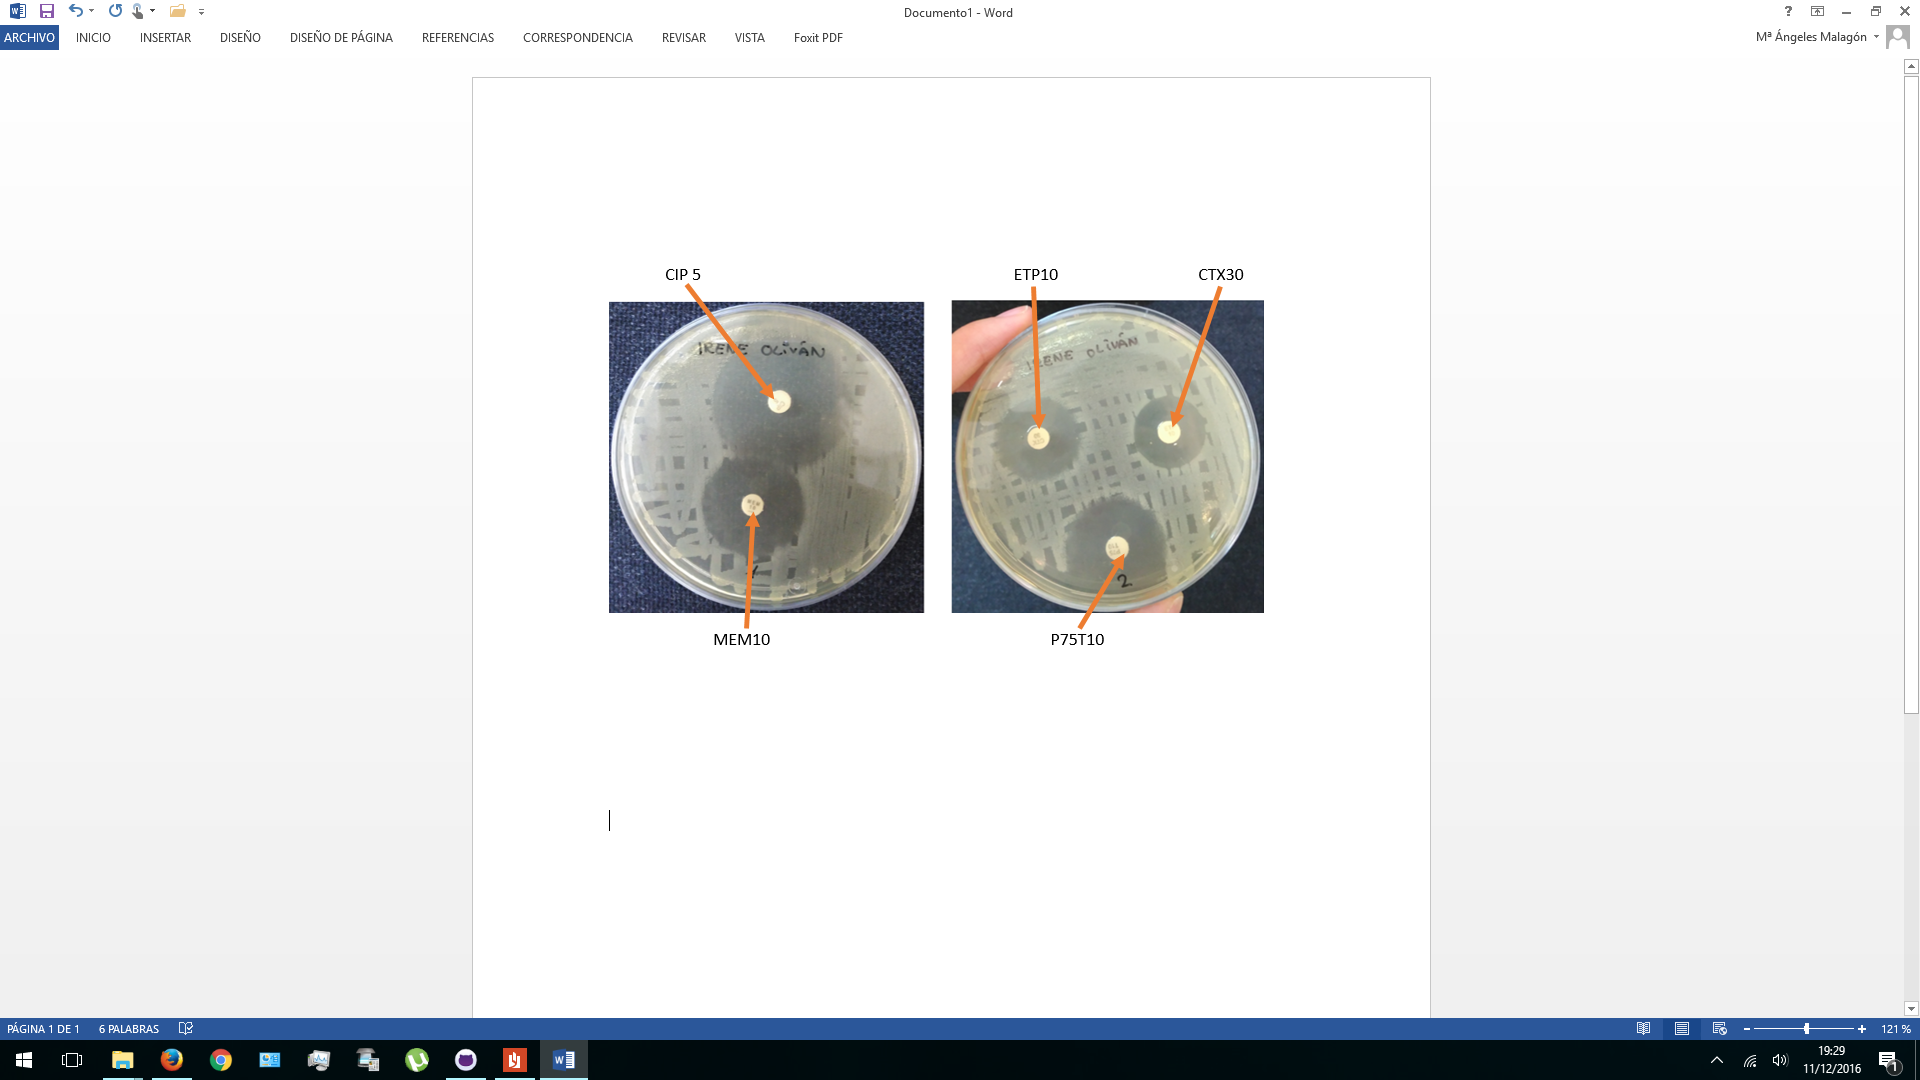 Documento1 - Word
ARCHIVO INICIO INSERTAR DISEÑO DISEÑO DE PÁGINA REFERENCIAS CORRESPONDENCIA REVISAR VISTA Foxit PDF
Mª Ángeles Malagón
CIP 5
ETP10
CTX30
IRENE OLIVÁN
IRENE OLIVÁN
2
MEM10
P75T10
PÁGINA 1 DE 1 6 PALABRAS
121 %
19:29
11/12/2016
1